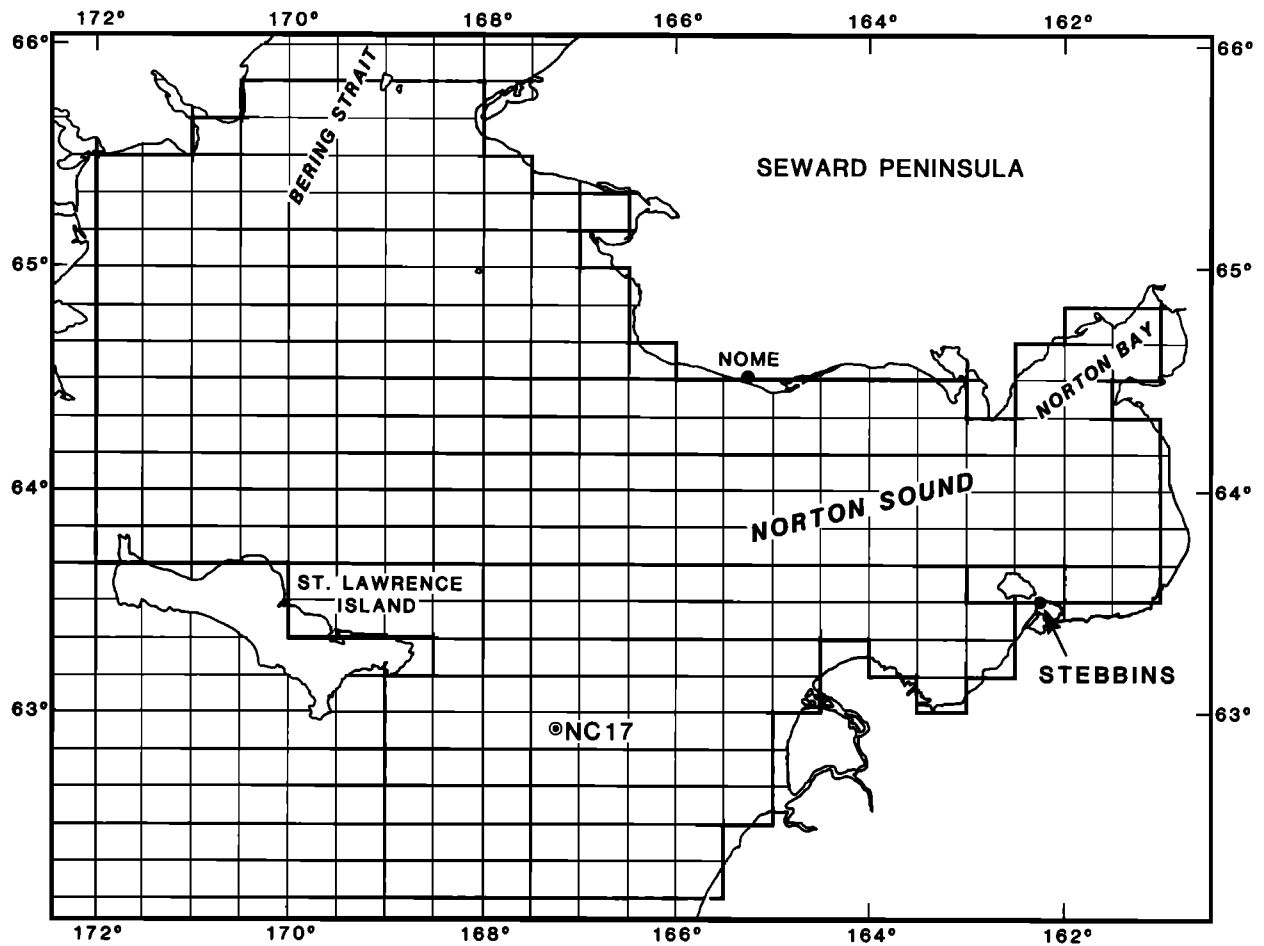 172° 170° 168° 166° 164° 162°
66° 66°
BERING STRAIT
SEWARD PENINSULA
65° 65°
NOME
NORTON BAY
64° 64°
NORTON SOUND
ST. LAWRENCE
ISLAND
STEBBINS
63° 63°
NC17
172° 170° 168° 166° 164° 162°